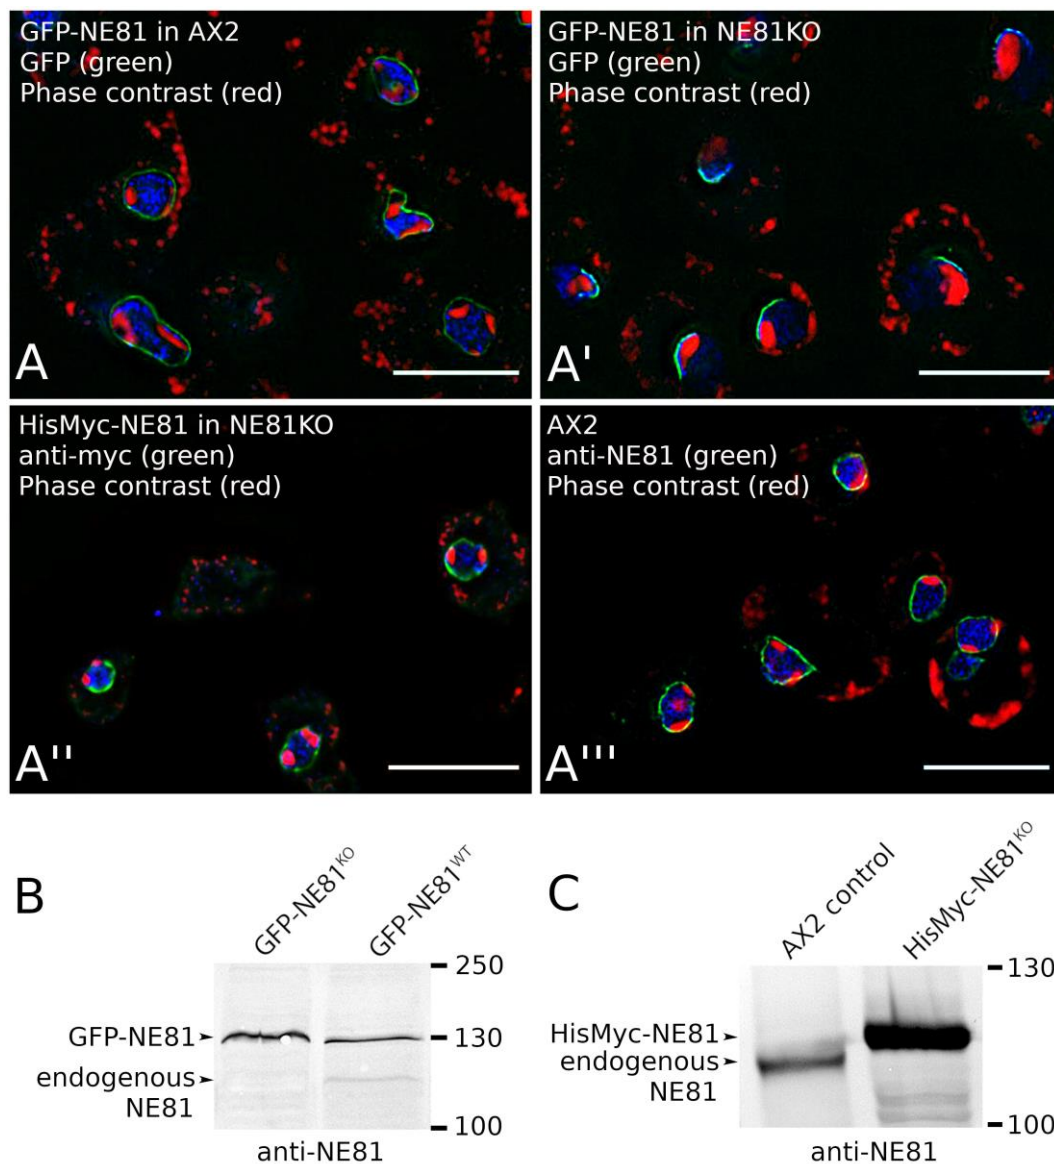 GFP-NE81 in AX2
GFP (green)
Phase contrast (red)
A
GFP-NE81 in NE81KO
GFP (green)
Phase contrast (red)
A'
HisMyc-NE81 in NE81KO
anti-myc (green)
Phase contrast (red)
A''
AX2
anti-NE81 (green)
Phase contrast (red)
A'''
B
GFP-NE81KO
GFP-NE81WT
250
GFP-NE81
130
endogenous
NE81
100
anti-NE81
C
AX2 control
HisMyc-NE81KO
130
HisMyc-NE81
endogenous
NE81
100
anti-NE81